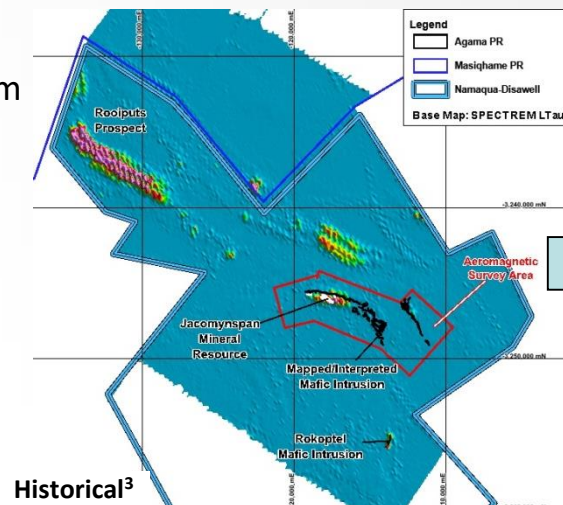 Legend
Agama PR
Masiqhame PR
Namaqua-Disawell
Base Map: SPECTREM LTau
m
Rooiputs
Prospect
-3,240,000 mN
Aeromagnetic
Survey Area
Jacomynspan
Mineral
Resource
Mapped/Interpreted
Mafic Intrusion
-3,250,000 mN
Rokoptel
Mafic Intrusion
Historical³